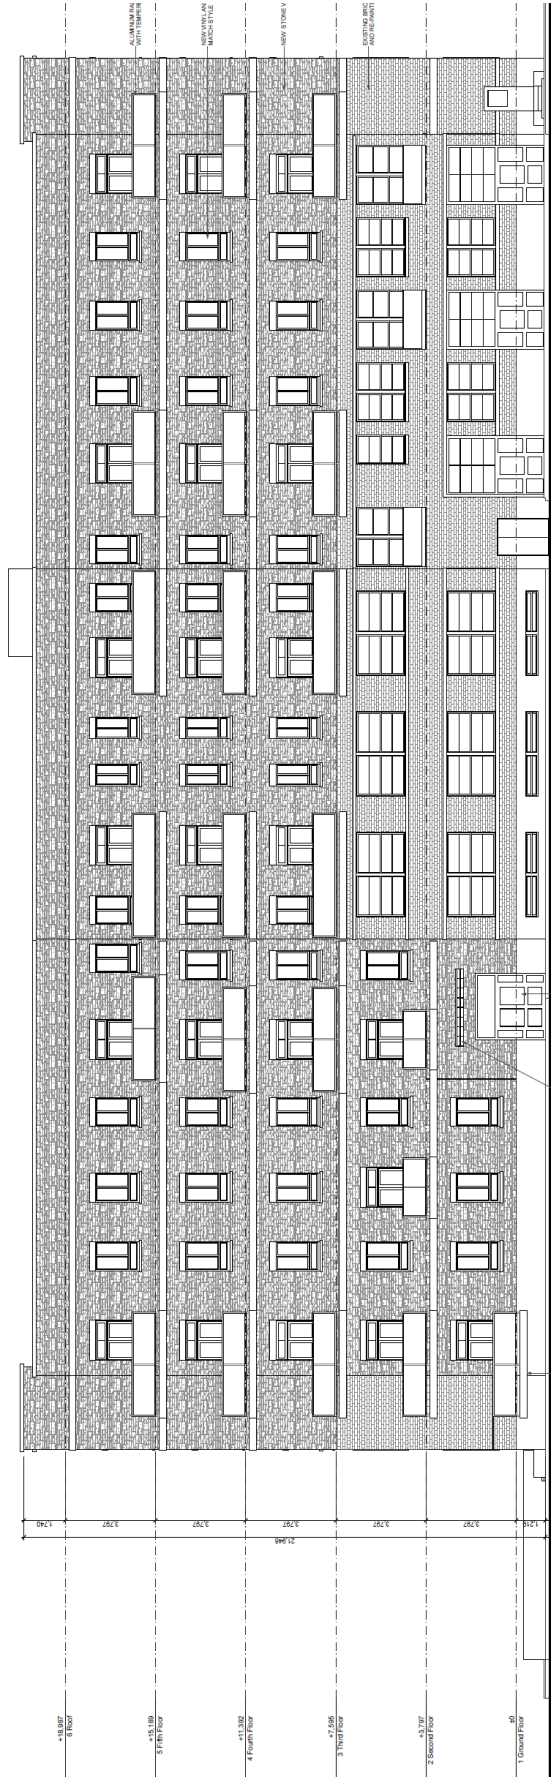 ALUMINUM RAI
WITH TEMPERE
NEW VINYL AN
MATCH STYLE
NEW STONE V
EXISTING BRIC
AND RE-PAINTI
1,740
3,797
3,797
3,797
3,797
3,797
1,219
21,946
+18,987
6 Roof
+15,189
5 Fifth Floor
+11,392
4 Fourth Floor
+7,595
3 Third Floor
+3,797
2 Second Floor
±0
1 Ground Floor